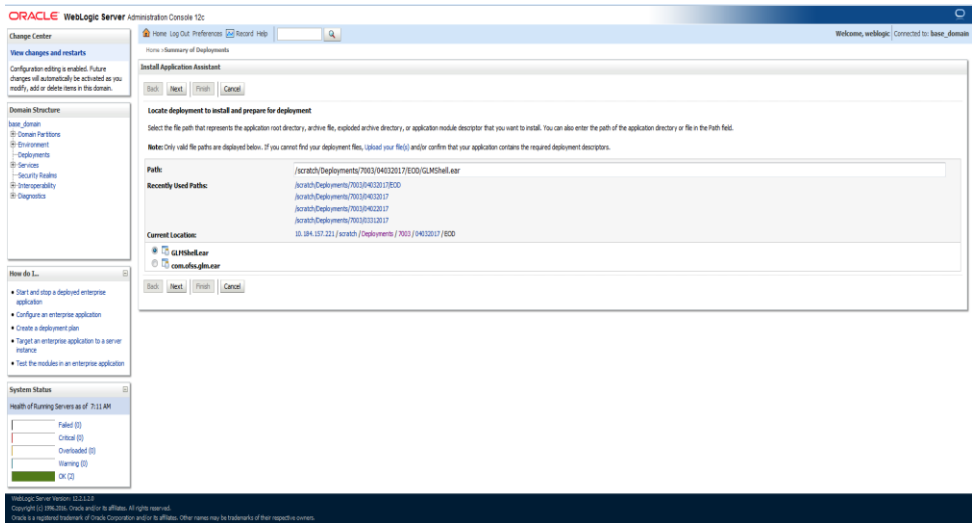 ORACLE WebLogic Server Administration Console 12c
Change Center
View changes and restarts
Configuration editing is enabled. Future
changes will automatically be activated as you
modify, add or delete items in this domain.
Domain Structure
base_domain
Domain Partitions
Environment
Deployments
Services
Security Realms
Interoperability
Diagnostics
How do I...
Start and stop a deployed enterprise
application
Configure an enterprise application
Create a deployment plan
Target an enterprise application to a server
instance
Test the modules in an enterprise application
System Status
Health of Running Servers as of 7:11 AM
Failed (0)
Critical (0)
Overloaded (0)
Warning (0)
OK (2)
Home Log Out Preferences Record Help
Welcome, weblogic Connected to: base_domain
Home >Summary of Deployments
Install Application Assistant
Back Next Finish Cancel
Locate deployment to install and prepare for deployment
Select the file path that represents the application root directory, archive file, exploded archive directory, or application module descriptor that you want to install. You can also enter the path of the application directory or file in the Path field.
Note: Only valid file paths are displayed below. If you cannot find your deployment files, Upload your file(s) and/or confirm that your application contains the required deployment descriptors.
Path: /scratch/Deployments/7003/04032017/EOD/GLMShell.ear
Recently Used Paths: /scratch/Deployments/7003/04032017/EOD
/scratch/Deployments/7003/04032017
/scratch/Deployments/7003/04022017
/scratch/Deployments/7003/03312017
Current Location: 10.184.157.221 / scratch / Deployments / 7003 / 04032017 / EOD
GLMShell.ear
com.ofss.glm.ear
Back Next Finish Cancel
WebLogic Server Version: 12.2.1.2.0
Copyright (c) 1996,2016, Oracle and/or its affiliates. All rights reserved.
Oracle is a registered trademark of Oracle Corporation and/or its affiliates. Other names may be trademarks of their respective owners.